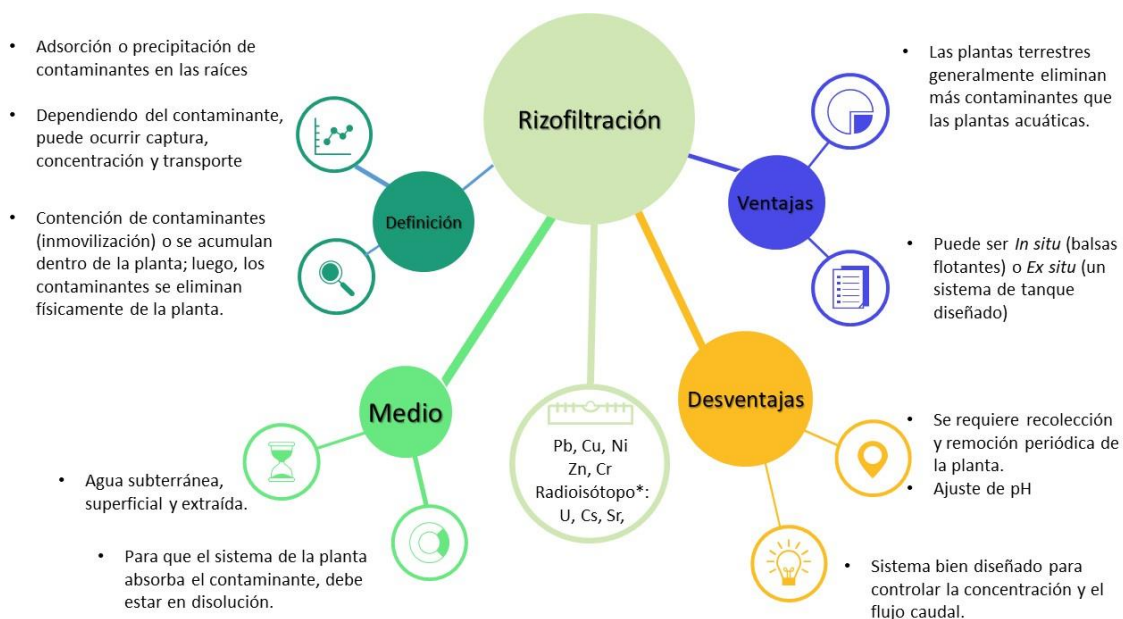 Rizofiltración
Definición
• Adsorción o precipitación de
contaminantes en las raíces
• Dependiendo del contaminante,
puede ocurrir captura,
concentración y transporte
• Contención de contaminantes
(inmovilización) o se acumulan
dentro de la planta; luego, los
contaminantes se eliminan
físicamente de la planta.
Ventajas
• Las plantas terrestres
generalmente eliminan
más contaminantes que
las plantas acuáticas.
• Puede ser In situ (balsas
flotantes) o Ex situ (un
sistema de tanque
diseñado)
Medio
• Agua subterránea,
superficial y extraída.
• Para que el sistema de la planta
absorba el contaminante, debe
estar en disolución.
Pb, Cu, Ni
Zn, Cr
Radioisótopo*:
U, Cs, Sr,
Desventajas
• Se requiere recolección
y remoción periódica de
la planta.
• Ajuste de pH
• Sistema bien diseñado para
controlar la concentración y el
flujo caudal.